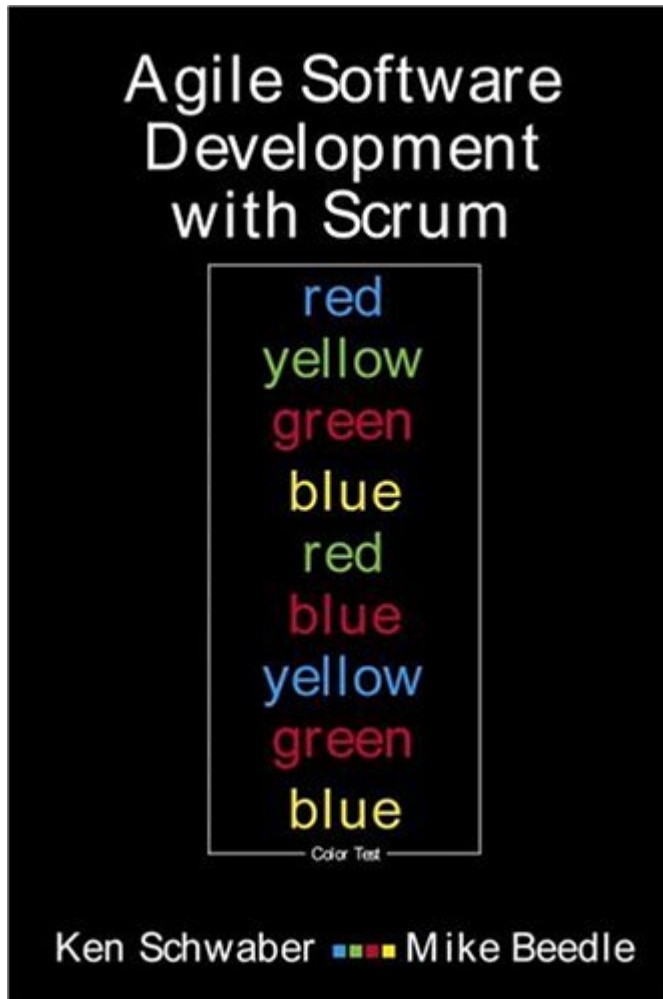 Agile Software
Development
with Scrum
red
yellow
green
blue
red
blue
yellow
green
blue
Color Test
Ken Schwaber Mike Beedle